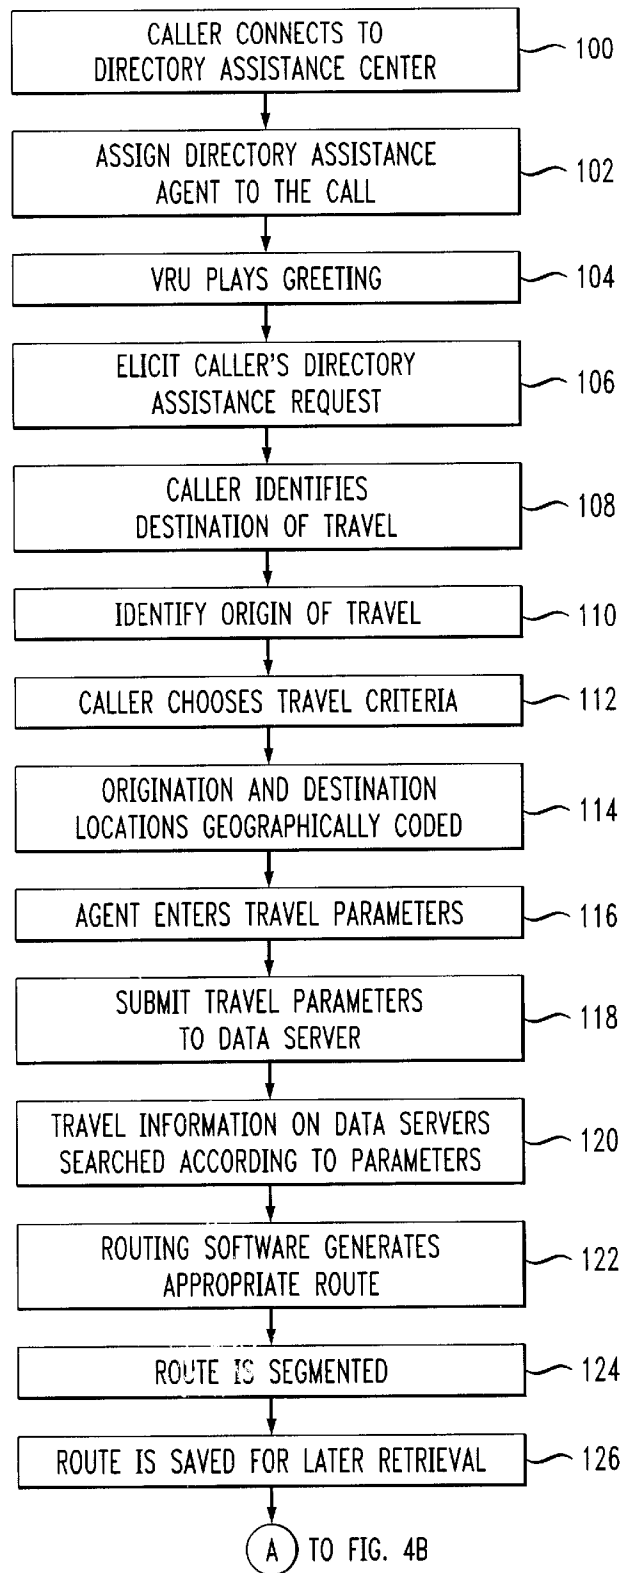 CALLER CONNECTS TO
DIRECTORY ASSISTANCE CENTER
100
ASSIGN DIRECTORY ASSISTANCE
AGENT TO THE CALL
102
VRU PLAYS GREETING
104
ELICIT CALLER'S DIRECTORY
ASSISTANCE REQUEST
106
CALLER IDENTIFIES
DESTINATION OF TRAVEL
108
IDENTIFY ORIGIN OF TRAVEL
110
CALLER CHOOSES TRAVEL CRITERIA
112
ORIGINATION AND DESTINATION
LOCATIONS GEOGRAPHICALLY CODED
114
AGENT ENTERS TRAVEL PARAMETERS
116
SUBMIT TRAVEL PARAMETERS
TO DATA SERVER
118
TRAVEL INFORMATION ON DATA SERVERS
SEARCHED ACCORDING TO PARAMETERS
120
ROUTING SOFTWARE GENERATES
APPROPRIATE ROUTE
122
ROUTE IS SEGMENTED
124
ROUTE IS SAVED FOR LATER RETRIEVAL
126
A TO FIG. 4B